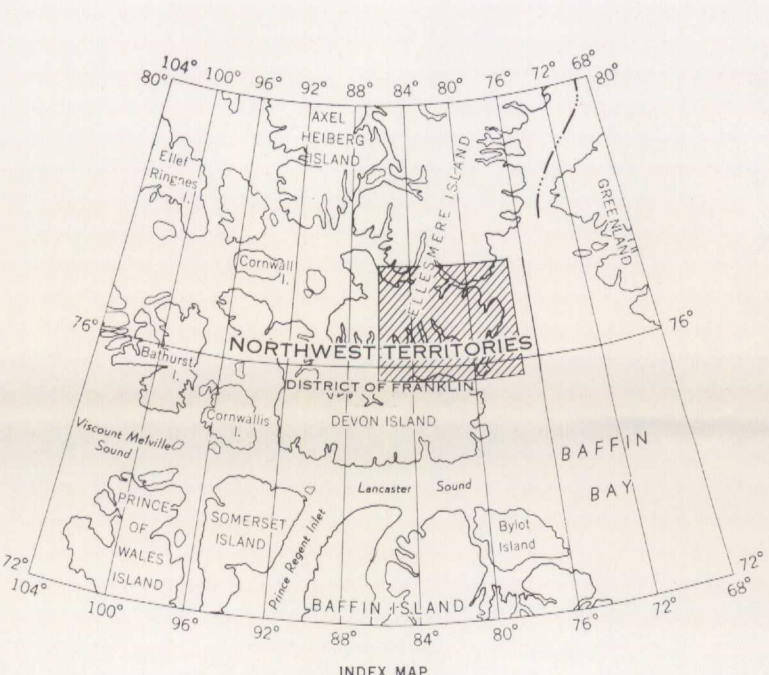 104° 100° 96° 92° 88° 84° 80° 76° 72° 68°
80° 80°
AXEL
HEIBERG
ISLAND
Ellef
Ringnes
I.
ELLESMERE ISLAND
GREENLAND
Cornwall
I.
76° 76°
NORTHWEST TERRITORIES
Bathurst
I.
DISTRICT OF FRANKLIN
DEVON ISLAND
Cornwallis
I.
Viscount Melville
Sound
BAFFIN
BAY
Lancaster Sound
PRINCE
OF
WALES
ISLAND
SOMERSET
ISLAND
Prince Regent Inlet
Bylot
Island
BAFFIN ISLAND
72° 72°
104° 100° 96° 92° 88° 84° 80° 76° 72° 68°
INDEX MAP